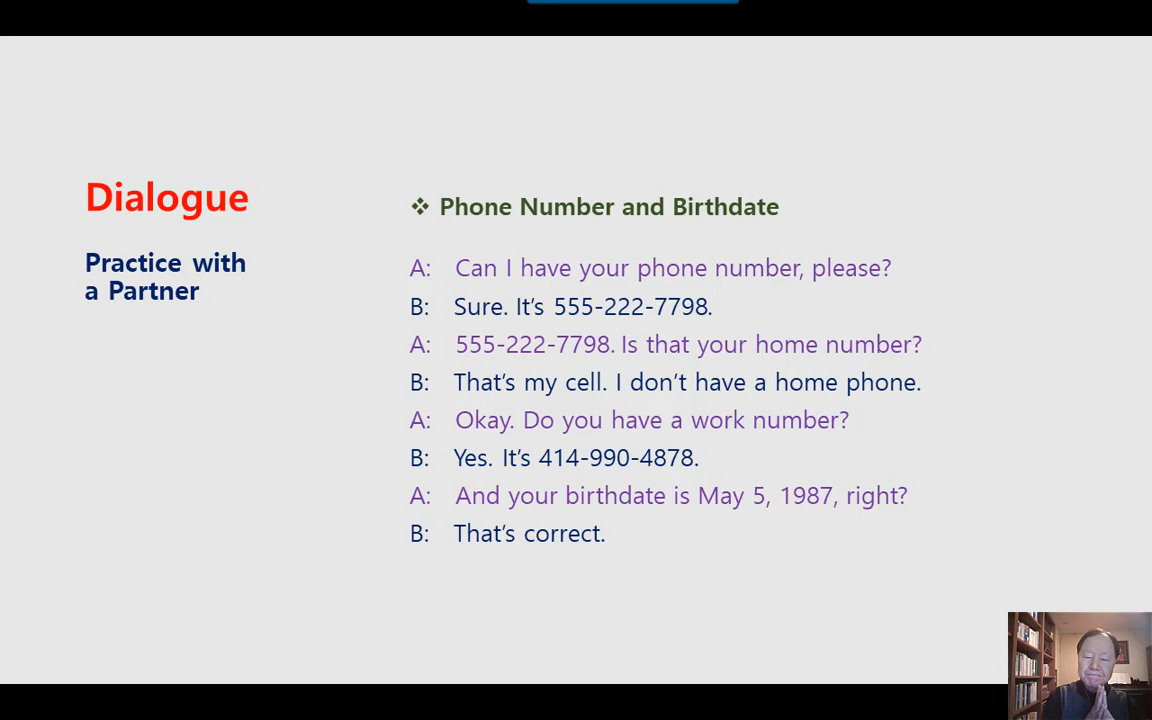 Dialogue
Practice with
a Partner
❖ Phone Number and Birthdate
A: Can I have your phone number, please?
B: Sure. It’s 555-222-7798.
A: 555-222-7798. Is that your home number?
B: That’s my cell. I don’t have a home phone.
A: Okay. Do you have a work number?
B: Yes. It’s 414-990-4878.
A: And your birthdate is May 5, 1987, right?
B: That’s correct.